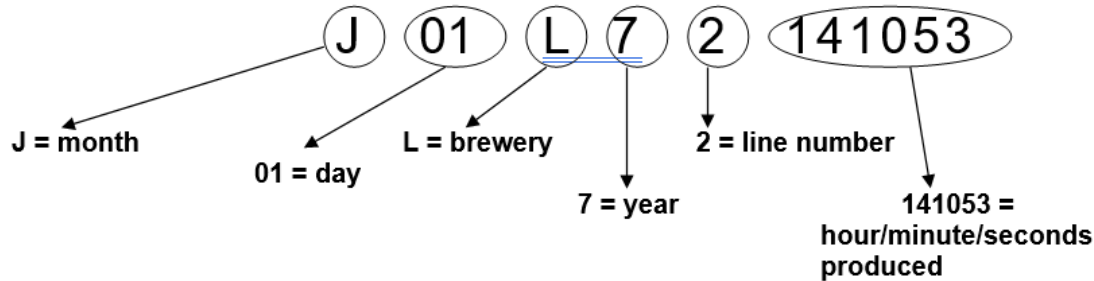 J 01 L 7 2 141053
J = month
L = brewery
2 = line number
01 = day
7 = year
141053 =
hour/minute/seconds
produced